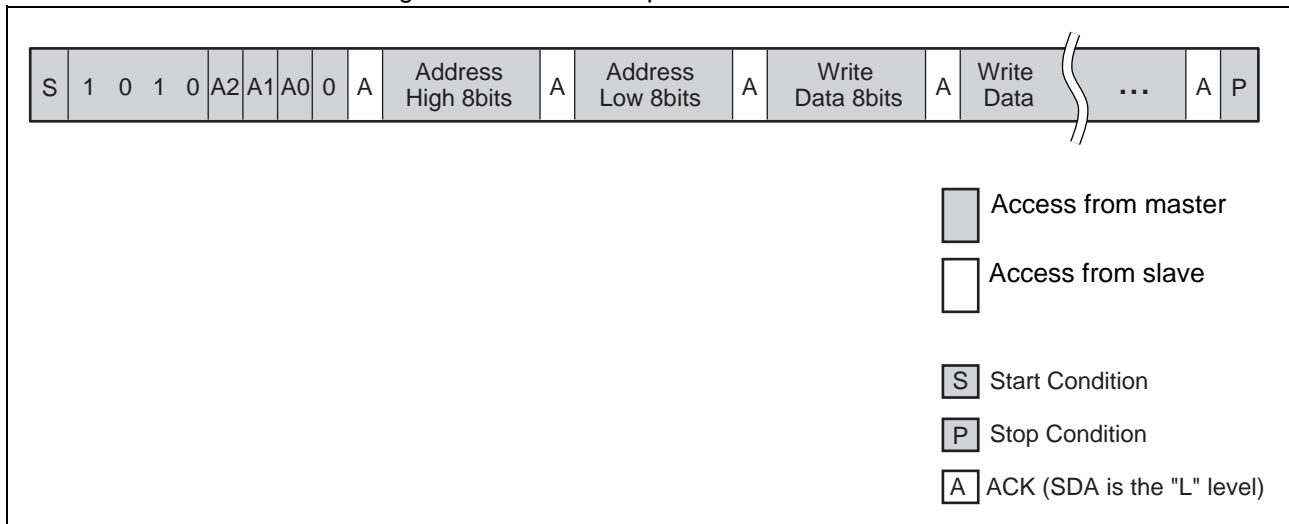 S 1 0 1 0 A2 A1 A0 0 A Address High 8bits A Address Low 8bits A Write Data 8bits A Write Data ... A P
Access from master
Access from slave
S Start Condition
P Stop Condition
A ACK (SDA is the "L" level)